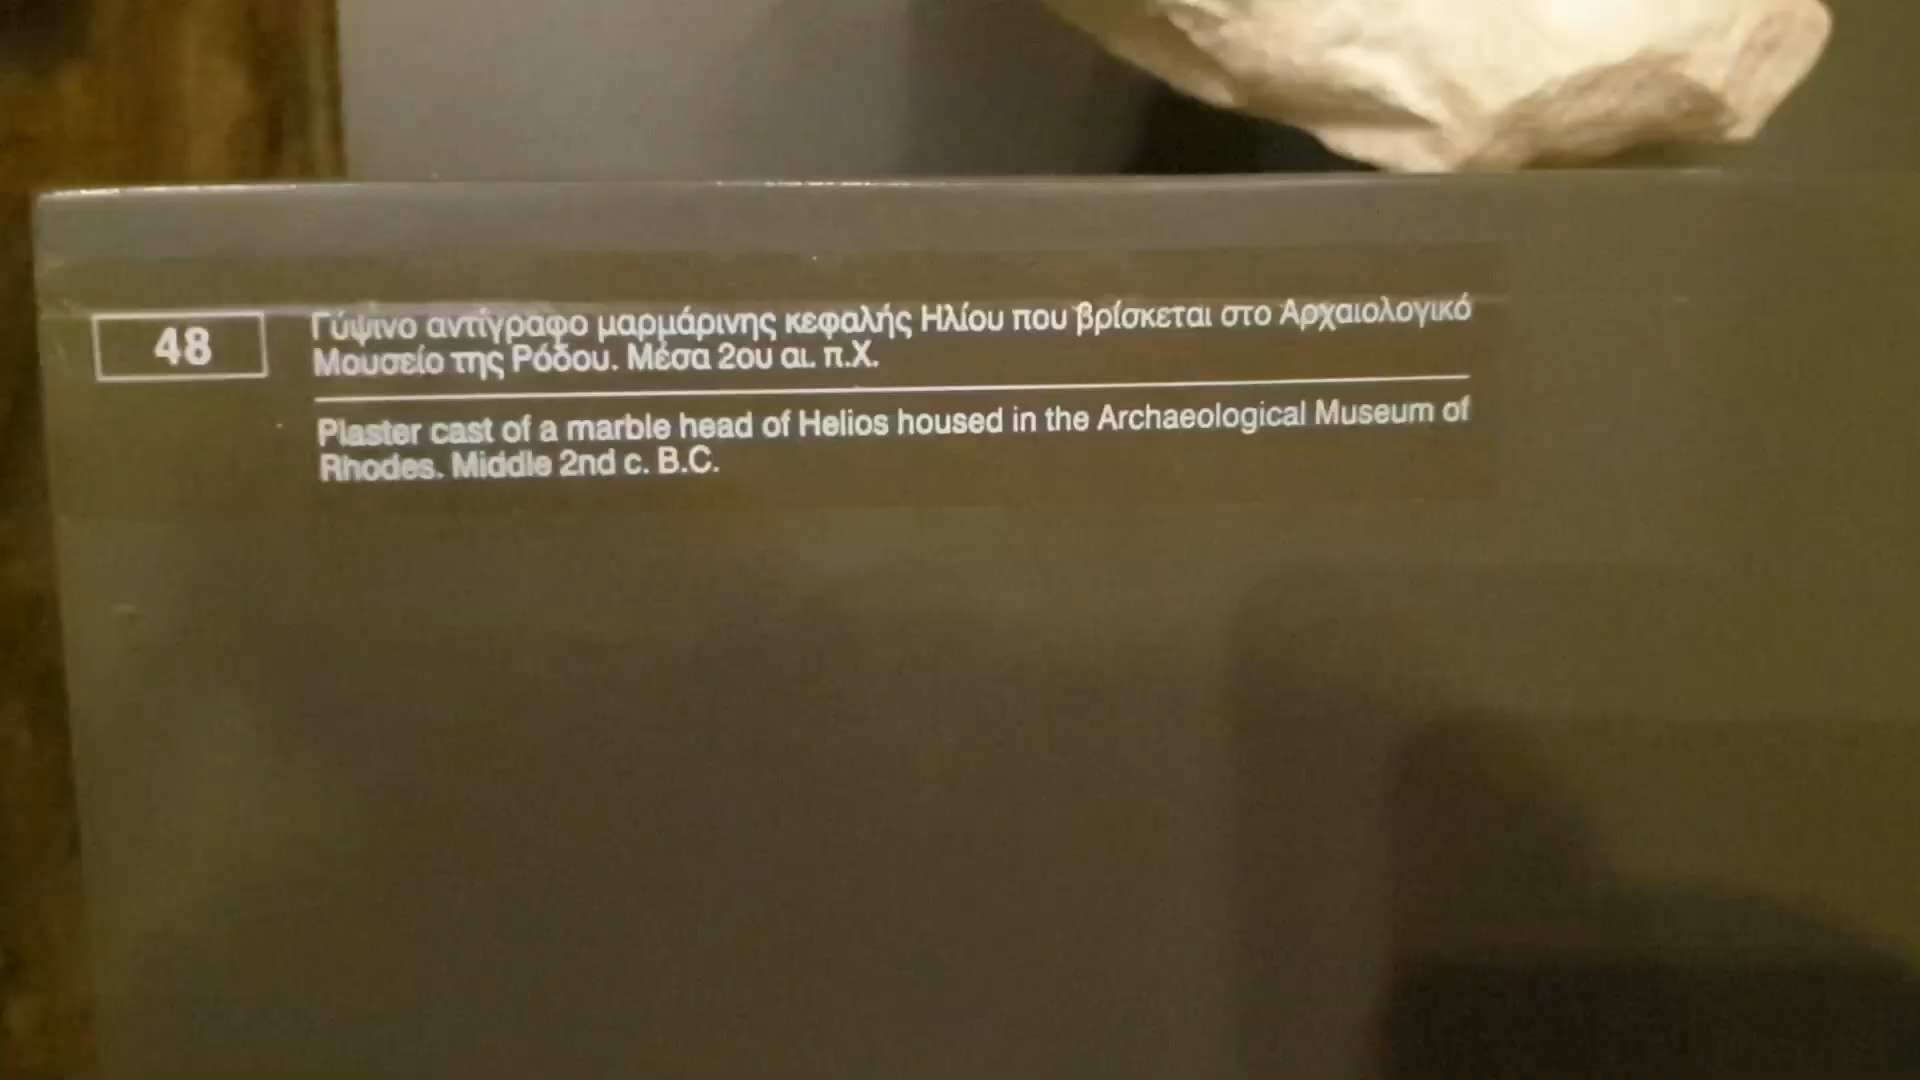 48
Γύψινο αντίγραφο μαρμάρινης κεφαλής Ηλίου που βρίσκεται στο Αρχαιολογικό
Μουσείο της Ρόδου. Μέσα 2ου αι. π.Χ.
Plaster cast of a marble head of Helios housed in the Archaeological Museum of
Rhodes. Middle 2nd c. B.C.